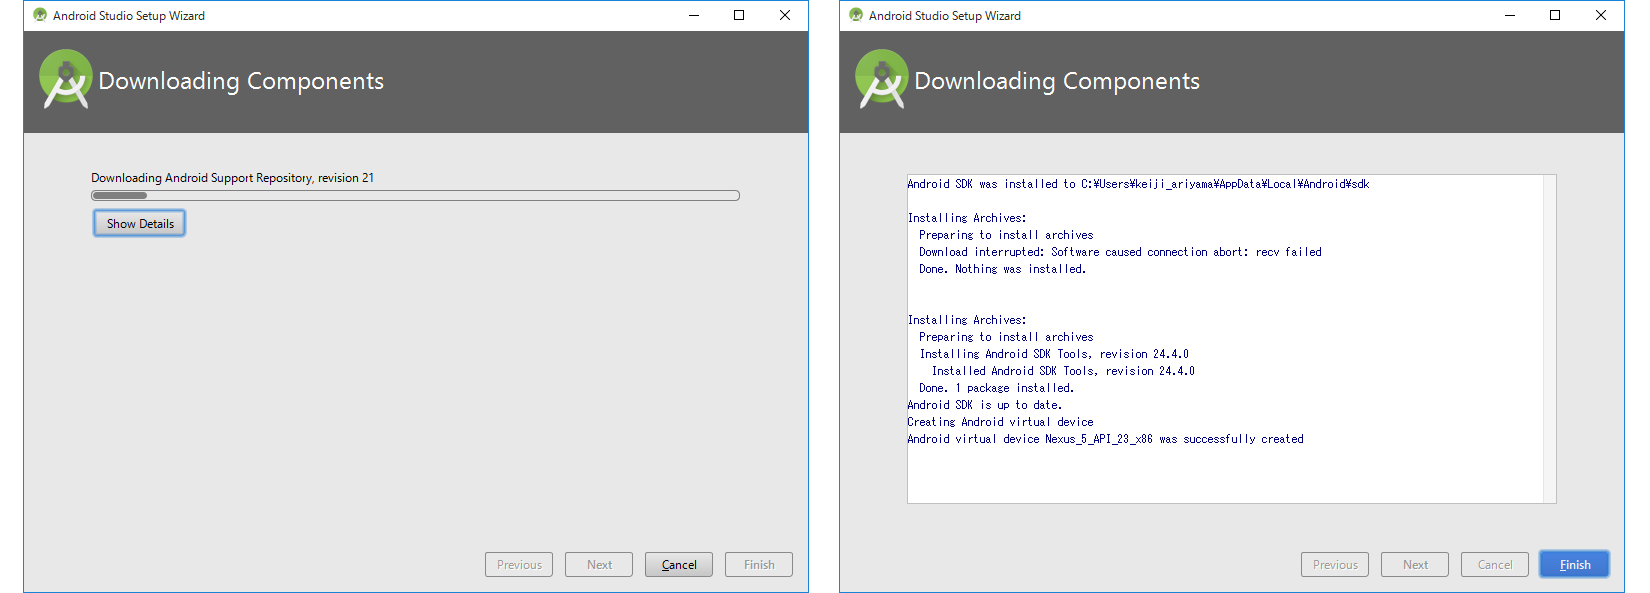 Android Studio Setup Wizard
Downloading Components
Downloading Android Support Repository, revision 21
Show Details
Previous
Next
Cancel
Finish
Android Studio Setup Wizard
Downloading Components
Android SDK was installed to C:¥Users¥keiji_ariyama¥AppData¥Local¥Android¥sdk
Installing Archives:
Preparing to install archives
Download interrupted: Software caused connection abort: recv failed
Done. Nothing was installed.
Installing Archives:
Preparing to install archives
Installing Android SDK Tools, revision 24.4.0
Installed Android SDK Tools, revision 24.4.0
Done. 1 package installed.
Android SDK is up to date.
Creating Android virtual device
Android virtual device Nexus_5_API_23_x86 was successfully created
Previous
Next
Cancel
Finish